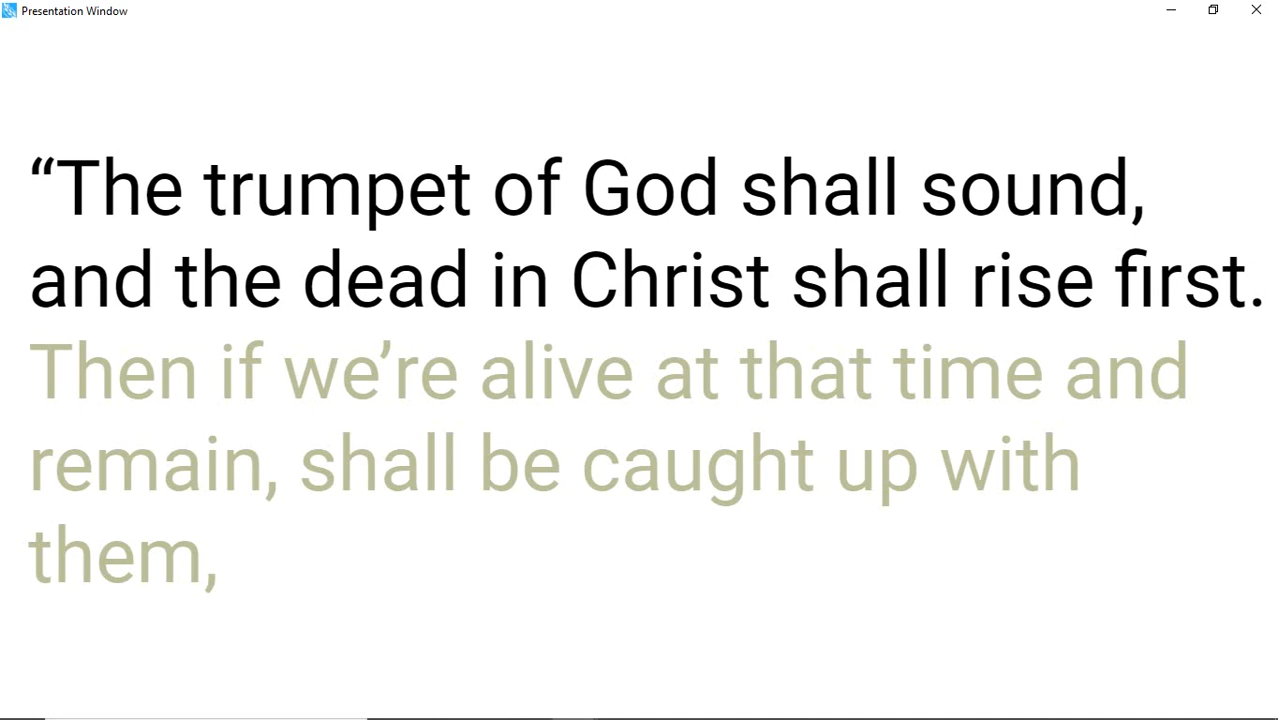 Presentation Window
“The trumpet of God shall sound,
and the dead in Christ shall rise first.
Then if we’re alive at that time and
remain, shall be caught up with
them,